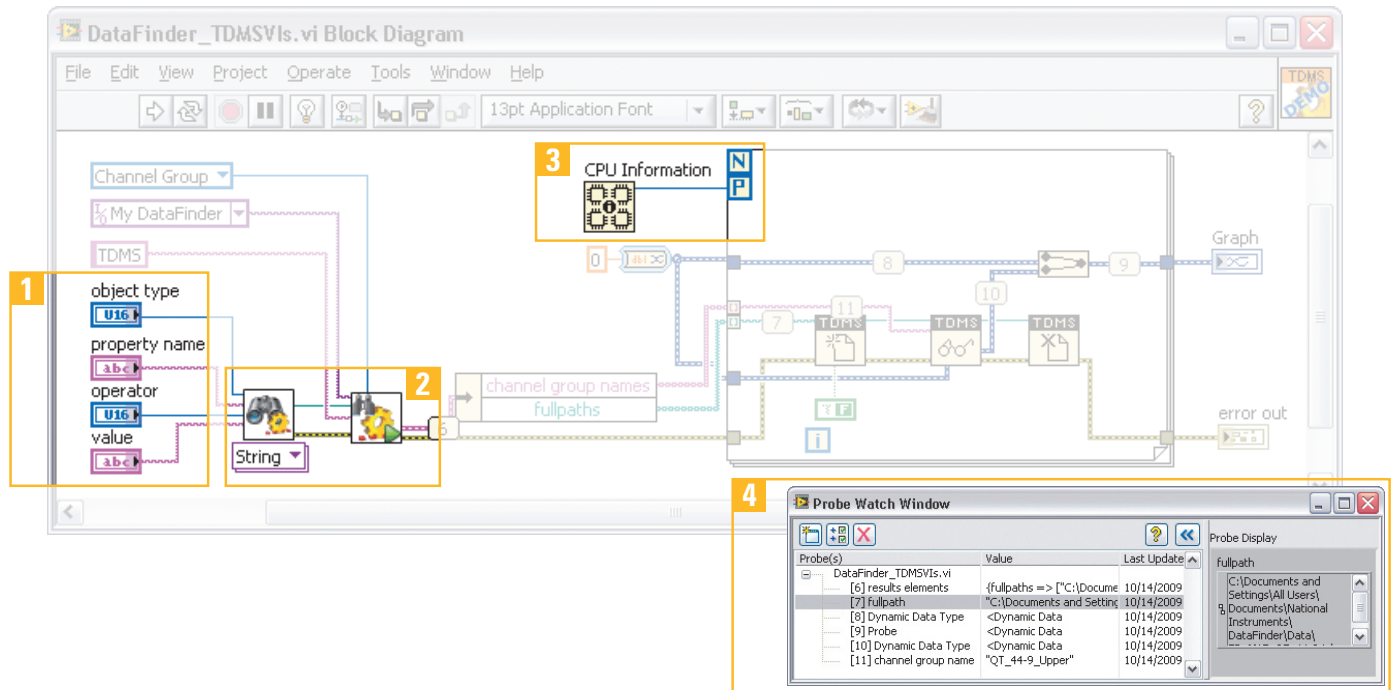 DataFinder_TDMSVIs.vi Block Diagram
File Edit View Project Operate Tools Window Help
TDMS
DEMO
13pt Application Font
3
CPU Information
N
P
Channel Group
My DataFinder
TDMS
1
object type
U16
property name
abc
operator
U16
value
abc
2
String
6
channel group names
fullpaths
0
8
9
10
11
7
TDMS
TDMS
TDMS
F
i
Graph
error out
4
Probe Watch Window
Probe(s) Value Last Update
DataFinder_TDMSVIs.vi
[6] results elements {fullpaths => ["C:\Docume 10/14/2009
[7] fullpath "C:\Documents and Setting 10/14/2009
[8] Dynamic Data Type <Dynamic Data 10/14/2009
[9] Probe <Dynamic Data 10/14/2009
[10] Dynamic Data Type <Dynamic Data 10/14/2009
[11] channel group name "QT_44-9_Upper" 10/14/2009
Probe Display
fullpath
C:\Documents and
Settings\All Users\
Documents\National
Instruments\
DataFinder\Data\